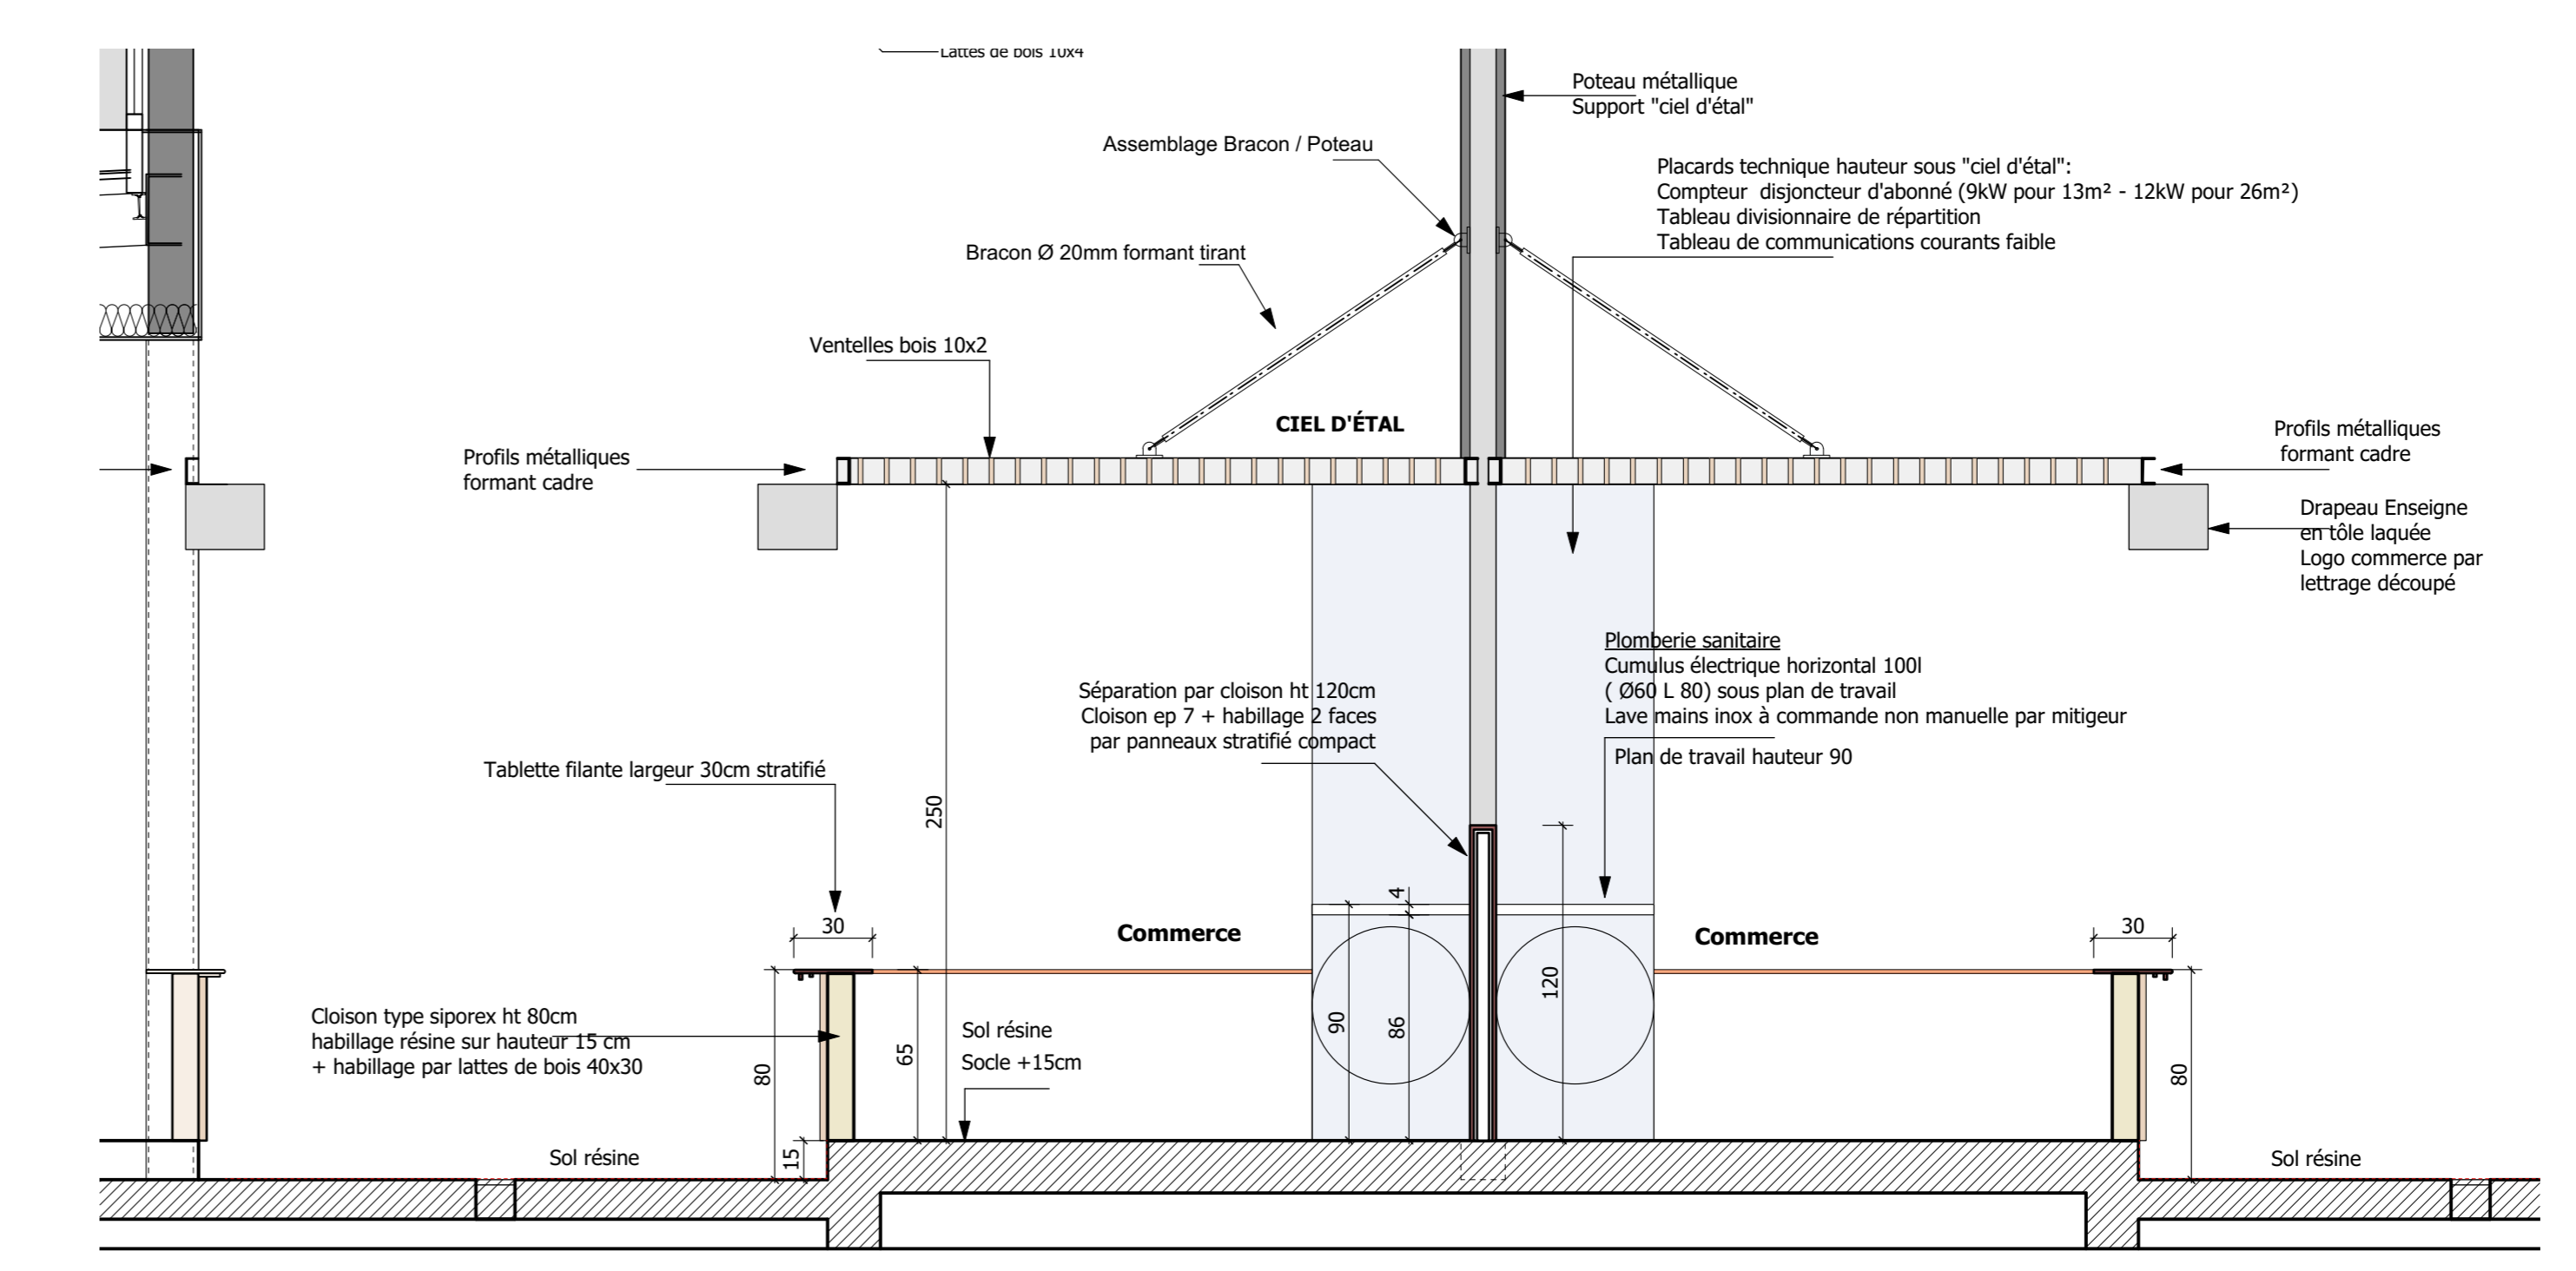 Lattes de bois 10x4
Poteau métallique
Support "ciel d'étal"
Assemblage Bracon / Poteau
Placards technique hauteur sous "ciel d'étal":
Compteur disjoncteur d'abonné (9kW pour 13m² - 12kW pour 26m²)
Tableau divisionnaire de répartition
Tableau de communications courants faible
Bracon Ø 20mm formant tirant
Ventelles bois 10x2
CIEL D'ÉTAL
Profils métalliques
formant cadre
Profils métalliques
formant cadre
Drapeau Enseigne
en tôle laquée
Logo commerce par
lettrage découpé
Plomberie sanitaire
Cumulus électrique horizontal 100l
( Ø60 L 80) sous plan de travail
Lave mains inox à commande non manuelle par mitigeur
Plan de travail hauteur 90
Séparation par cloison ht 120cm
Cloison ep 7 + habillage 2 faces
par panneaux stratifié compact
Tablette filante largeur 30cm stratifié
250
4
30
Commerce
Commerce
30
120
90
86
Cloison type siporex ht 80cm
habillage résine sur hauteur 15 cm
+ habillage par lattes de bois 40x30
80
65
Sol résine
Socle +15cm
80
Sol résine
15
Sol résine